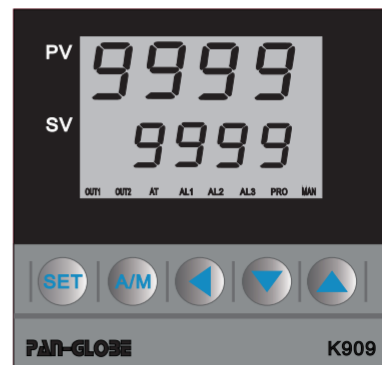 PV 9999
SV 9999
OUT1 OUT2 AT AL1 AL2 AL3 PRO MAN
SET A/M
PAN-GLOBE K909